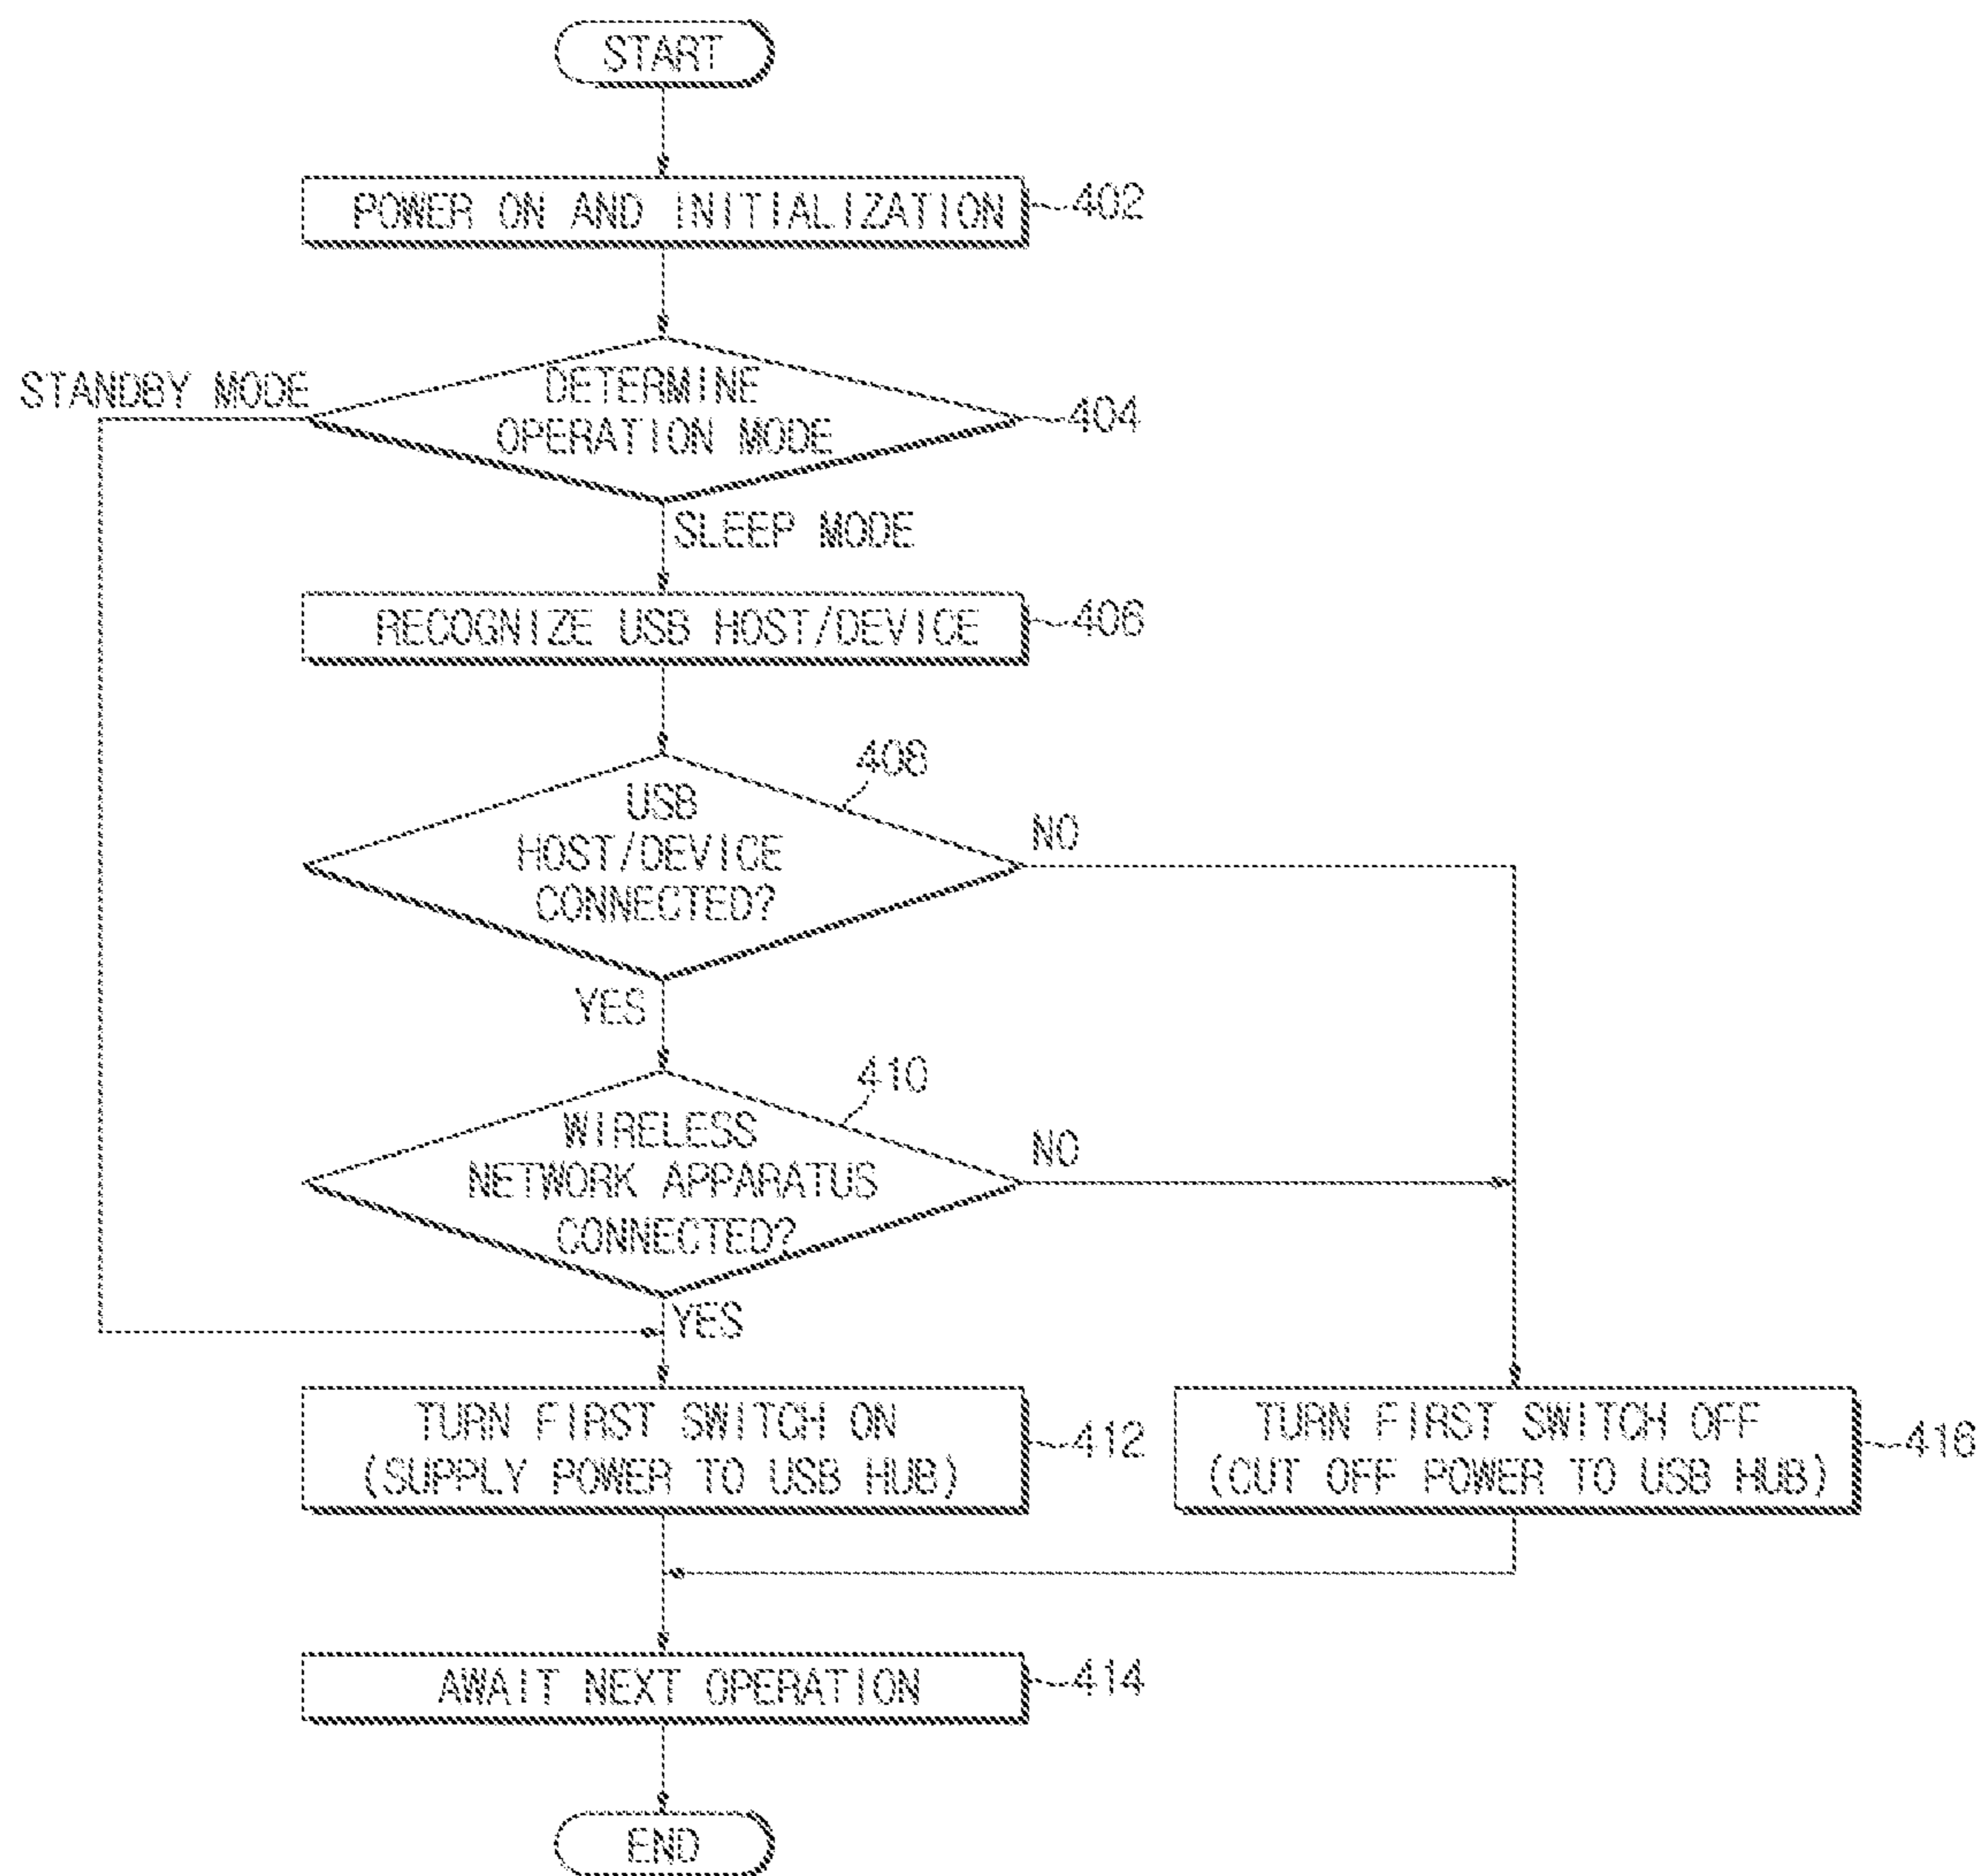 START
POWER ON AND INITIALIZATION
402
STANDBY MODE
DETERMINE
OPERATION MODE
404
SLEEP MODE
RECOGNIZE USB HOST/DEVICE
406
408
USB
HOST/DEVICE
CONNECTED?
NO
YES
410
WIRELESS
NETWORK APPARATUS
CONNECTED?
NO
YES
TURN FIRST SWITCH ON
(SUPPLY POWER TO USB HUB)
412
TURN FIRST SWITCH OFF
(CUT OFF POWER TO USB HUB)
416
AWAIT NEXT OPERATION
414
END